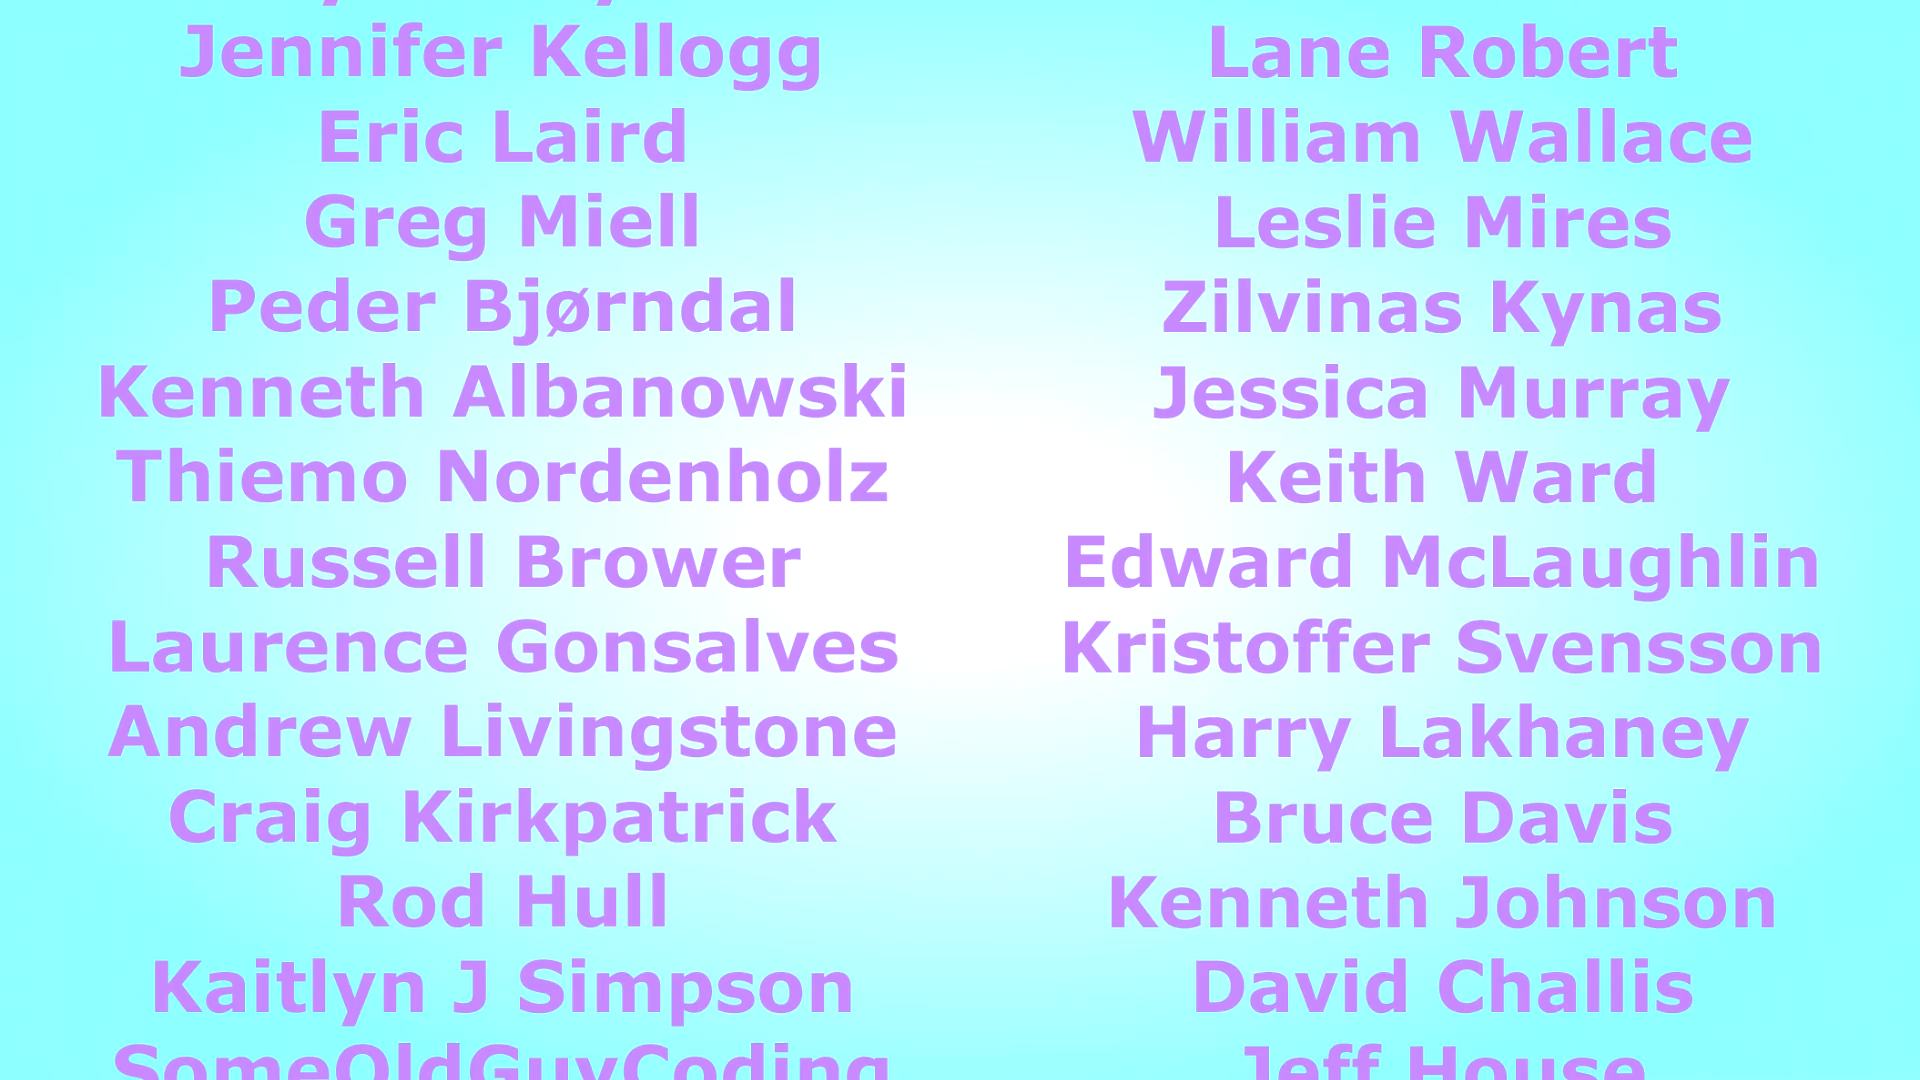 Jennifer Kellogg
Eric Laird
Greg Miell
Peder Bjørndal
Kenneth Albanowski
Thiemo Nordenholz
Russell Brower
Laurence Gonsalves
Andrew Livingstone
Craig Kirkpatrick
Rod Hull
Kaitlyn J Simpson
SomeOldGuyCoding
Lane Robert
William Wallace
Leslie Mires
Zilvinas Kynas
Jessica Murray
Keith Ward
Edward McLaughlin
Kristoffer Svensson
Harry Lakhaney
Bruce Davis
Kenneth Johnson
David Challis
Jeff House